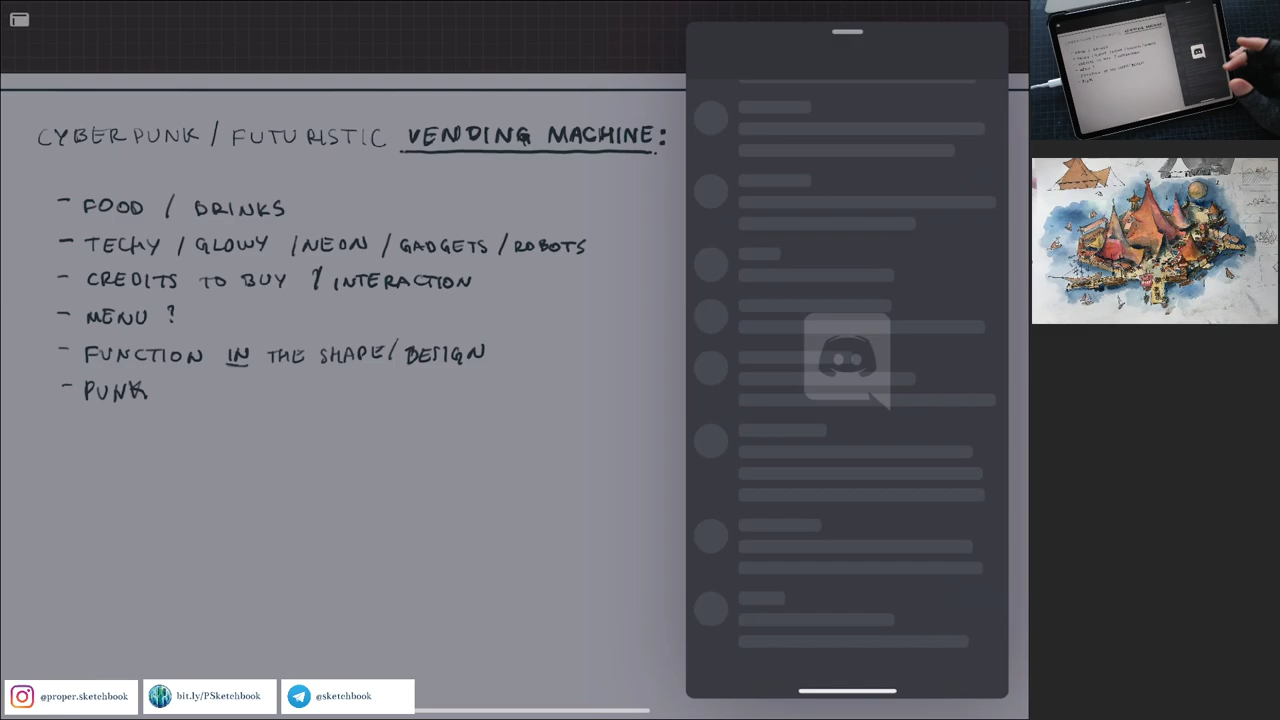 CYBERPUNK / FUTURISTIC VENDING MACHINE:
- FOOD / DRINKS
- TECHY / GLOWY / NEON / GADGETS / ROBOTS
- CREDITS TO BUY / INTERACTION
- MENU ?
- FUNCTION IN THE SHAPE / DESIGN
- PUNK
@proper.sketchbook
bit.ly/PSketchbook
@sketchbook